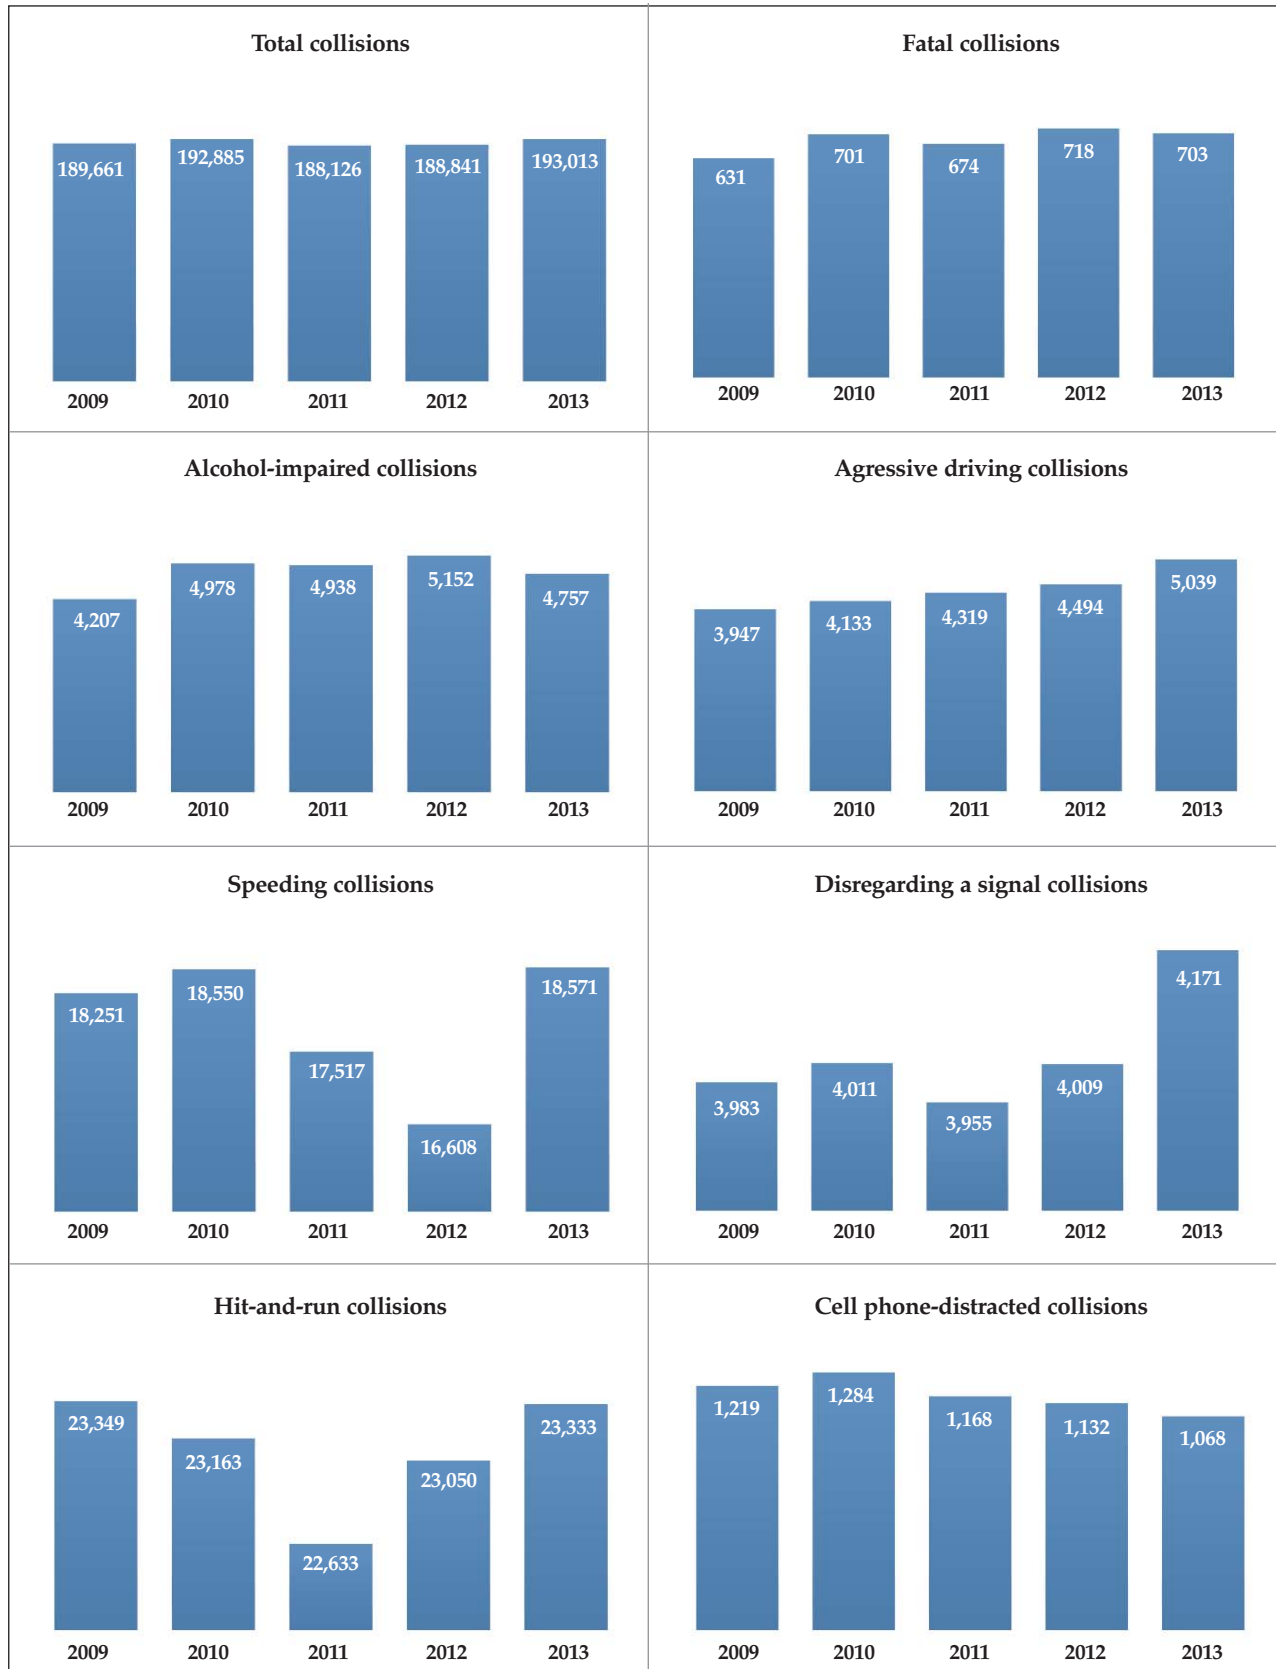 Total collisions
189,661
192,885
188,126
188,841
193,013
2009 2010 2011 2012 2013
Fatal collisions
631
701
674
718
703
2009 2010 2011 2012 2013
Alcohol-impaired collisions
4,207
4,978
4,938
5,152
4,757
2009 2010 2011 2012 2013
Agressive driving collisions
3,947
4,133
4,319
4,494
5,039
2009 2010 2011 2012 2013
Speeding collisions
18,251
18,550
17,517
16,608
18,571
2009 2010 2011 2012 2013
Disregarding a signal collisions
3,983
4,011
3,955
4,009
4,171
2009 2010 2011 2012 2013
Hit-and-run collisions
23,349
23,163
22,633
23,050
23,333
2009 2010 2011 2012 2013
Cell phone-distracted collisions
1,219
1,284
1,168
1,132
1,068
2009 2010 2011 2012 2013